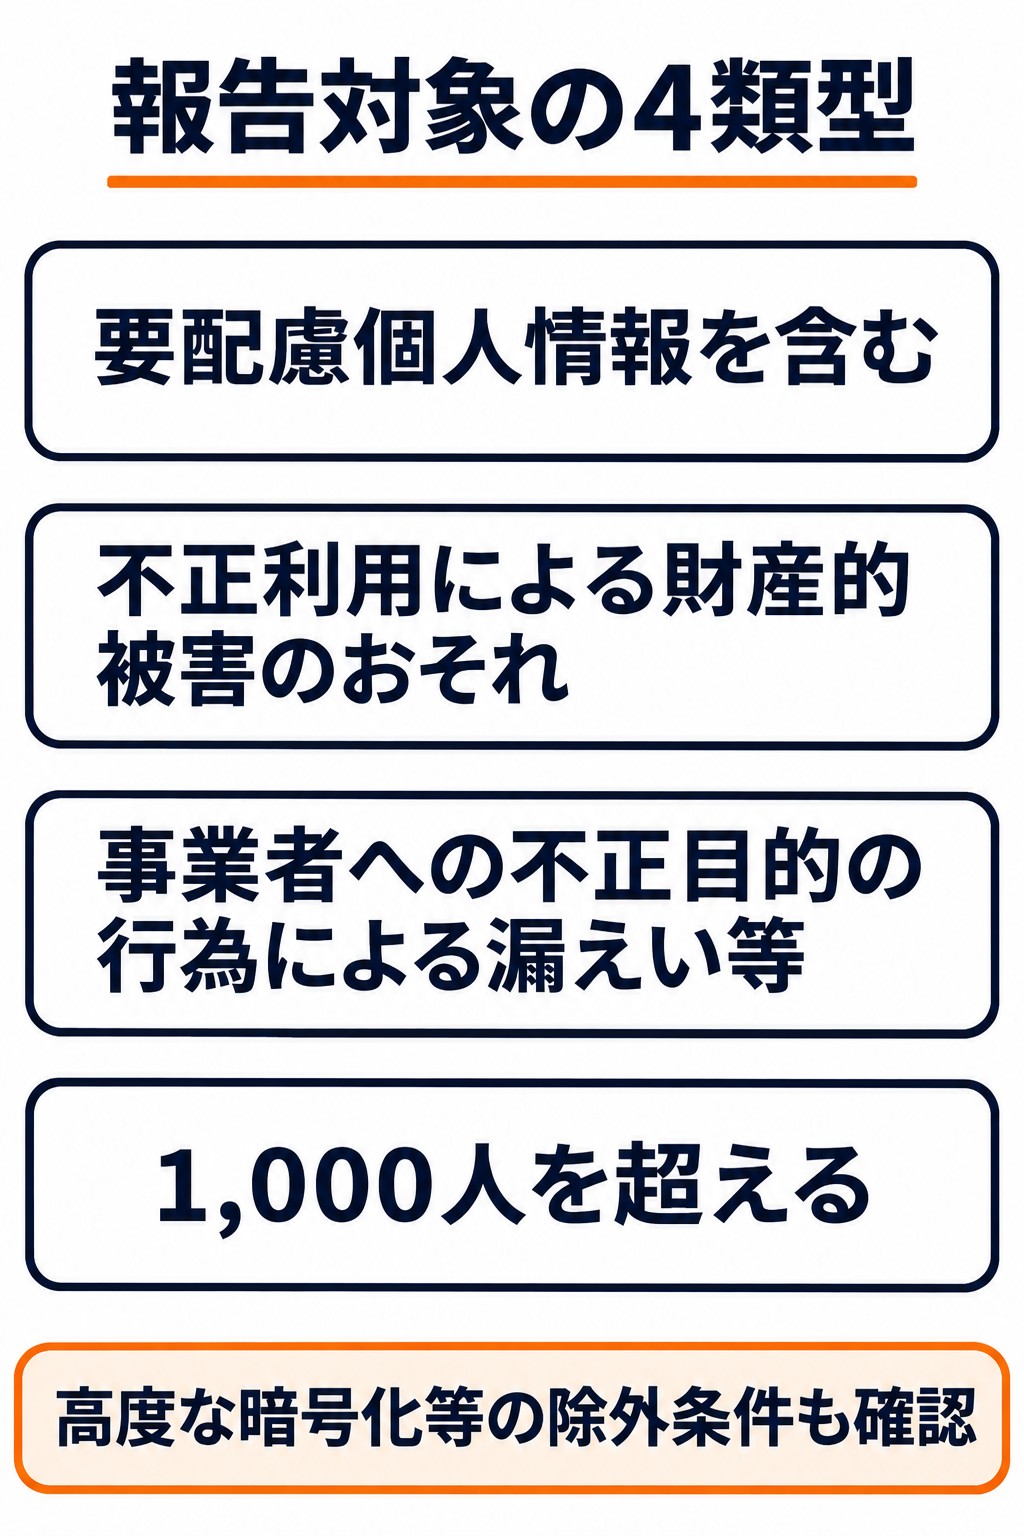 報告対象の4類型
要配慮個人情報を含む
不正利用による財産的
被害のおそれ
事業者への不正目的の
行為による漏えい等
1,000人を超える
高度な暗号化等の除外条件も確認